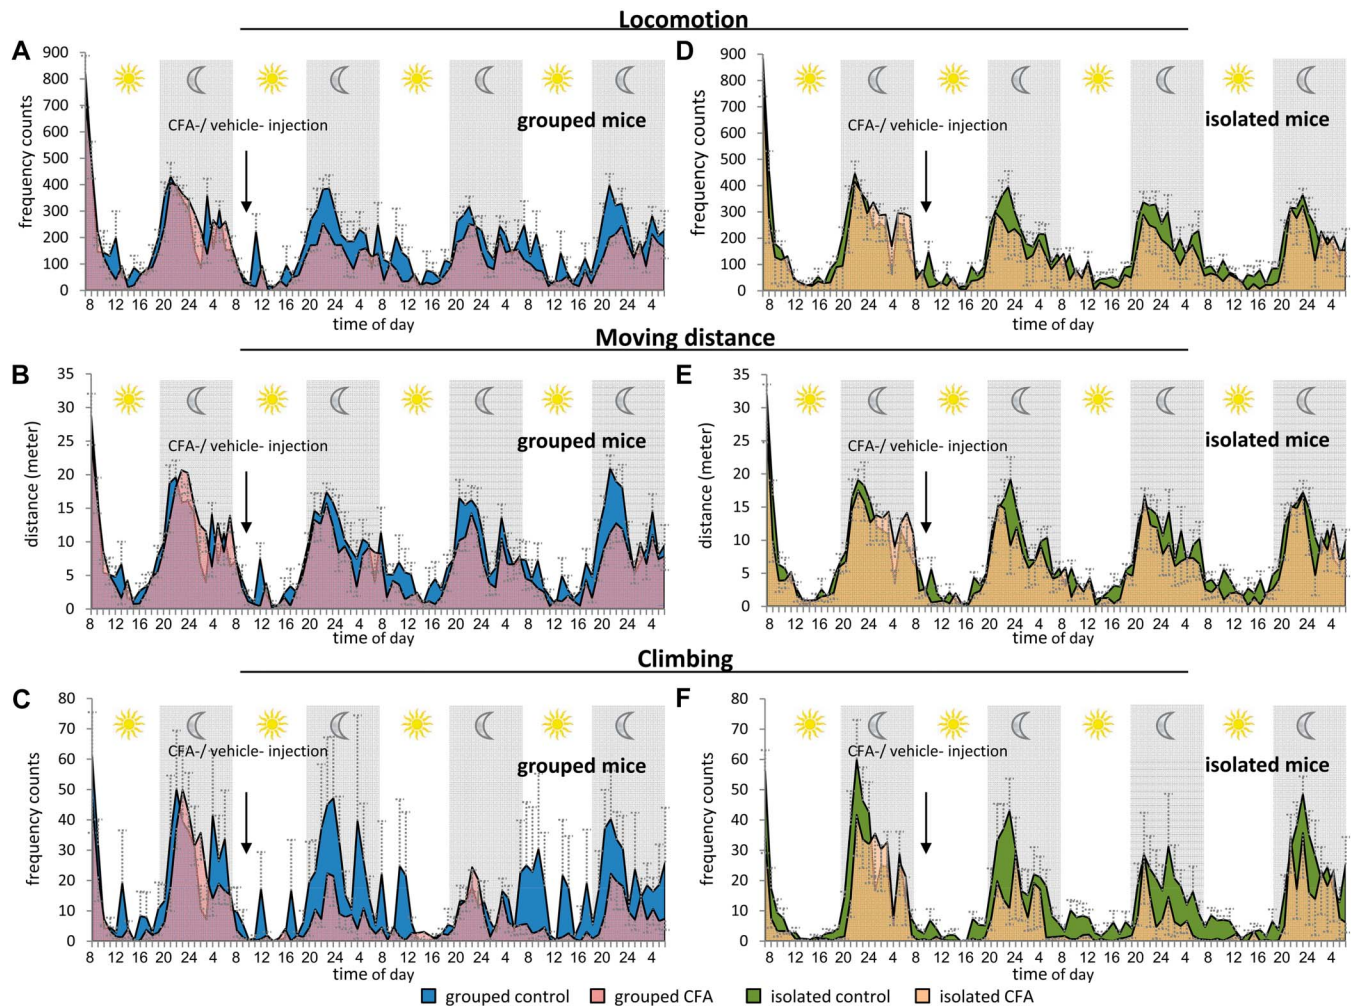 Locomotion
A
900
800
700
600
500
400
300
200
100
0
frequency counts
CFA-/ vehicle- injection
grouped mice
8 12 16 20 24 4 8 12 16 20 24 4 8 12 16 20 24 4 8 12 16 20 24 4
time of day
D
900
800
700
600
500
400
300
200
100
0
frequency counts
CFA-/ vehicle- injection
isolated mice
8 12 16 20 24 4 8 12 16 20 24 4 8 12 16 20 24 4 8 12 16 20 24 4
time of day
Moving distance
B
35
30
25
20
15
10
5
0
distance (meter)
CFA-/ vehicle- injection
grouped mice
8 12 16 20 24 4 8 12 16 20 24 4 8 12 16 20 24 4 8 12 16 20 24 4
time of day
E
35
30
25
20
15
10
5
0
distance (meter)
CFA-/ vehicle- injection
isolated mice
8 12 16 20 24 4 8 12 16 20 24 4 8 12 16 20 24 4 8 12 16 20 24 4
time of day
Climbing
C
80
70
60
50
40
30
20
10
0
frequency counts
CFA-/ vehicle- injection
grouped mice
8 12 16 20 24 4 8 12 16 20 24 4 8 12 16 20 24 4 8 12 16 20 24 4
time of day
F
80
70
60
50
40
30
20
10
0
frequency counts
CFA-/ vehicle- injection
isolated mice
8 12 16 20 24 4 8 12 16 20 24 4 8 12 16 20 24 4 8 12 16 20 24 4
time of day
grouped control grouped CFA isolated control isolated CFA